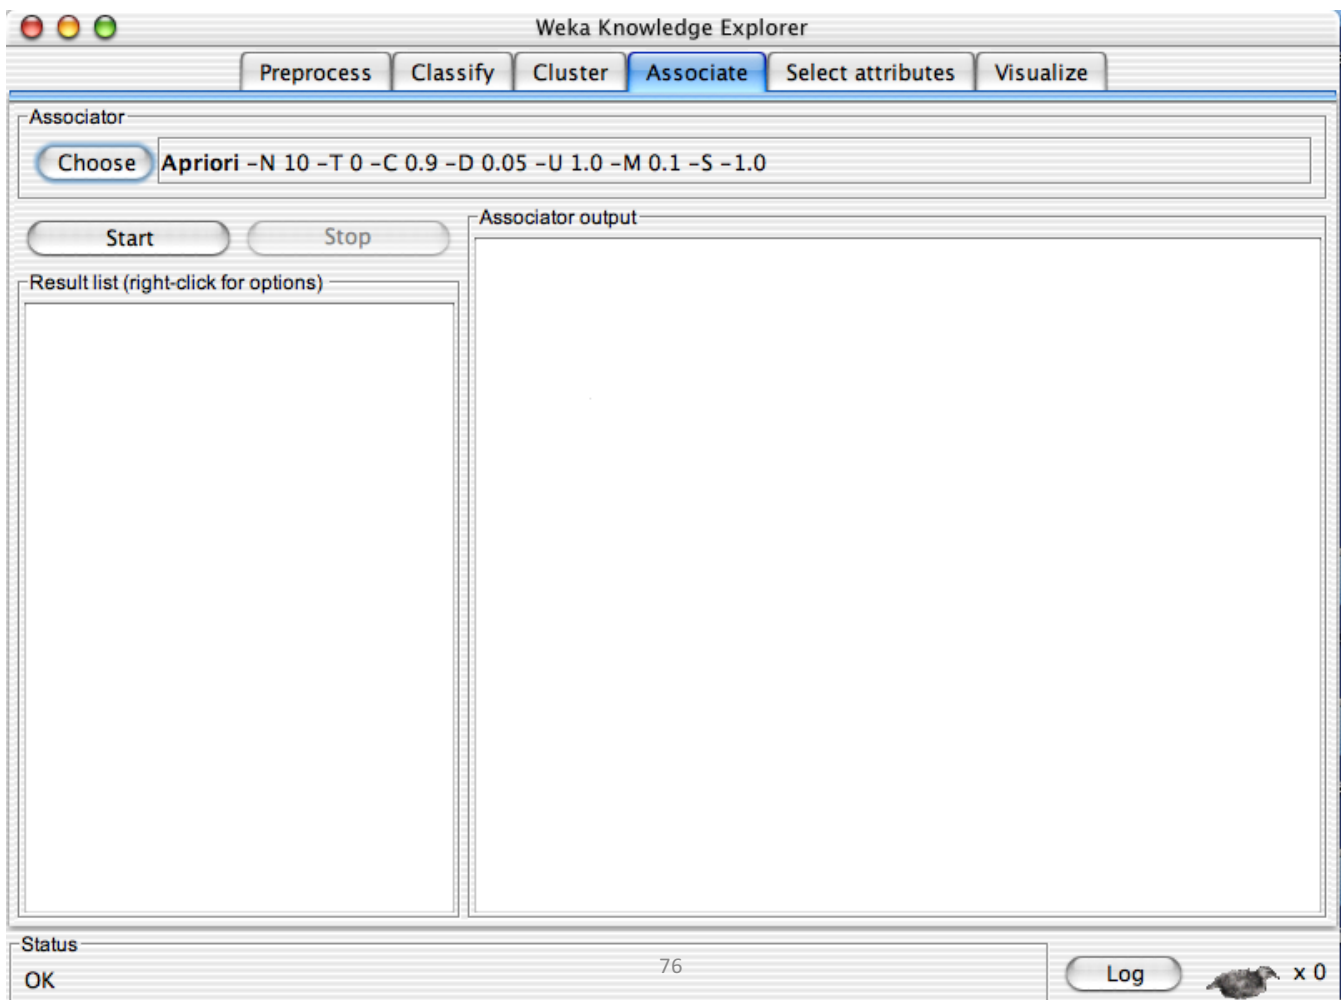 Weka Knowledge Explorer
Preprocess Classify Cluster Associate Select attributes Visualize
Associator
Choose Apriori -N 10 -T 0 -C 0.9 -D 0.05 -U 1.0 -M 0.1 -S -1.0
Start Stop
Associator output
Result list (right-click for options)
Status
OK
76
Log x 0